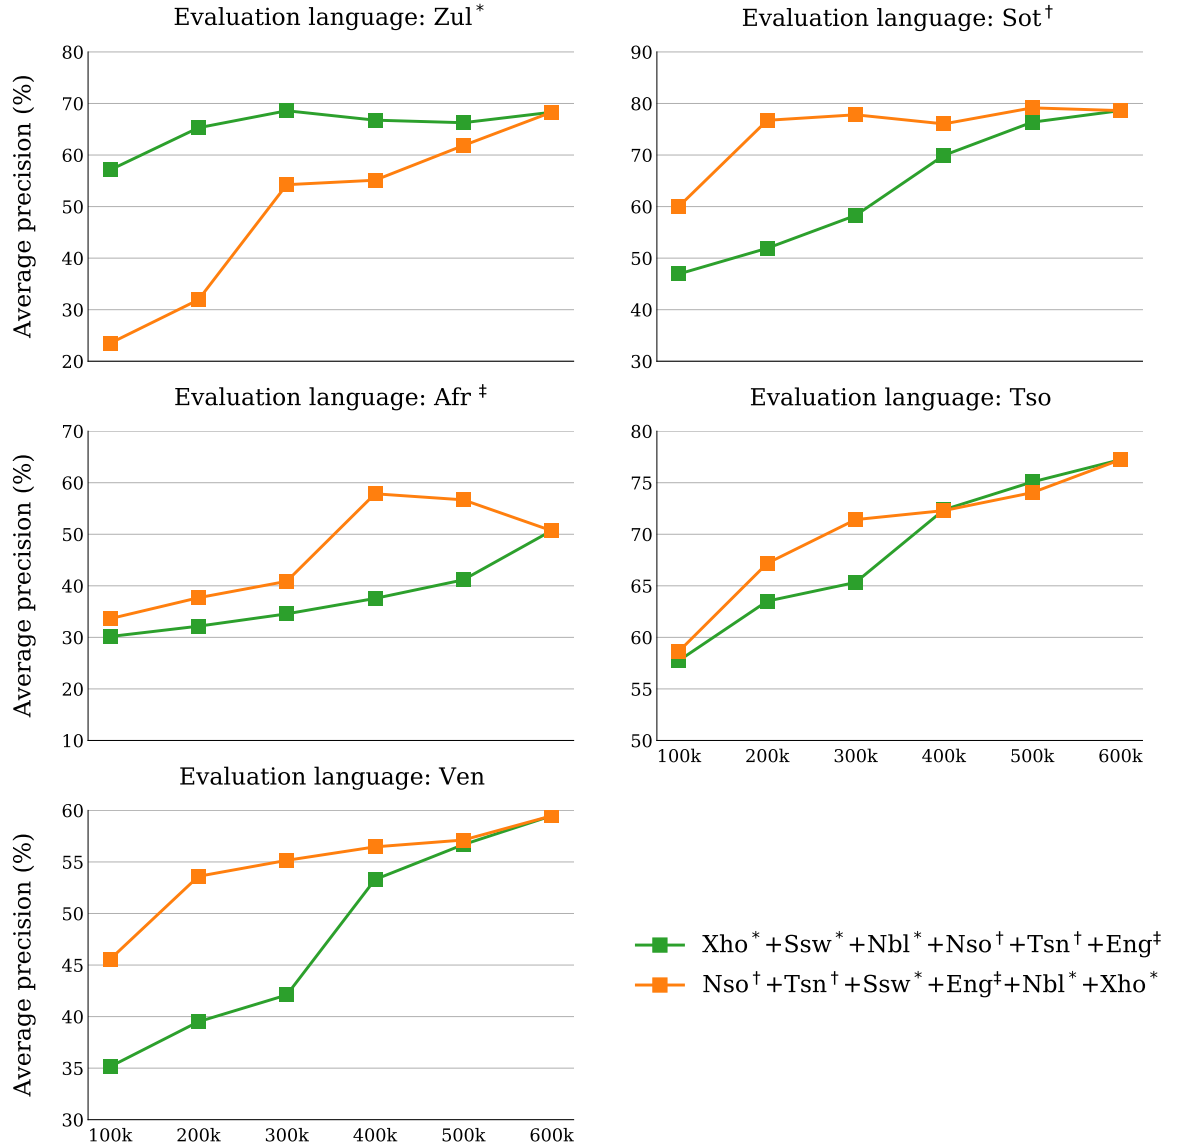 Evaluation language: Zul *
Average precision (%)
80
70
60
50
40
30
20
Evaluation language: Sot †
90
80
70
60
50
40
30
Evaluation language: Afr ‡
Average precision (%)
70
60
50
40
30
20
10
Evaluation language: Tso
80
75
70
65
60
55
50
100k 200k 300k 400k 500k 600k
Evaluation language: Ven
Average precision (%)
60
55
50
45
40
35
30
100k 200k 300k 400k 500k 600k
Xho*+Ssw*+Nbl*+Nso†+Tsn†+Eng‡
Nso†+Tsn†+Ssw*+Eng‡+Nbl*+Xho*